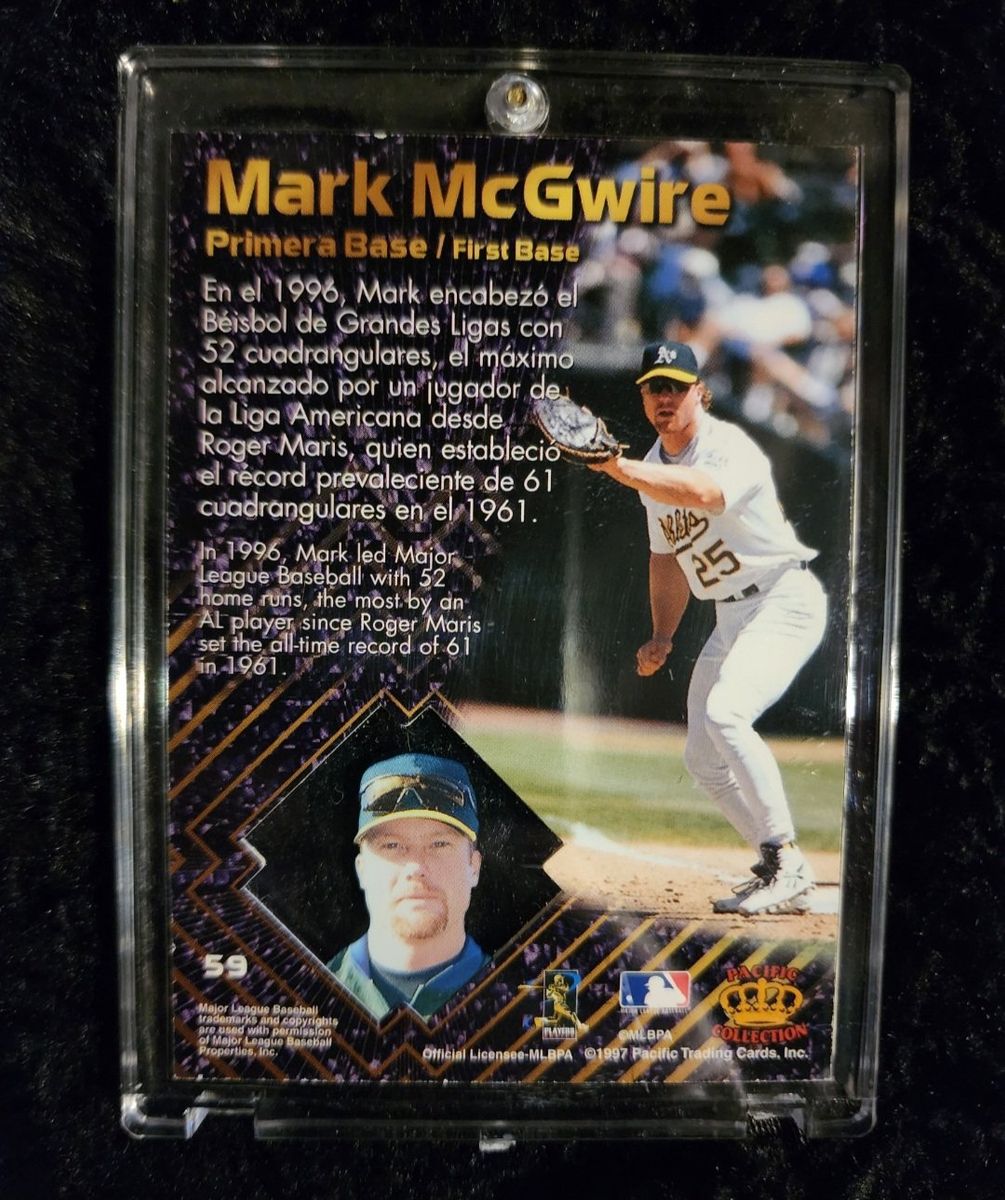 Mark McGwire
Primera Base / First Base
En el 1996, Mark encabezó el
Béisbol de Grandes Ligas con
52 cuadrangulares, el máximo
alcanzado por un jugador de
la Liga Americana desde
Roger Maris, quien estableció
el récord prevaleciente de 61
cuadrangulares en el 1961.
In 1996, Mark led Major
League Baseball with 52
home runs, the most by an
AL player since Roger Maris
set the all-time record of 61
in 1961.
A's
25
59
Major League Baseball
trademarks and copyrights
are used with permission
of Major League Baseball
Properties, Inc.
PLAYERS
MAJOR LEAGUE BASEBALL
©MLBPA
PACIFIC
COLLECTION
Official Licensee-MLBPA ©1997 Pacific Trading Cards, Inc.